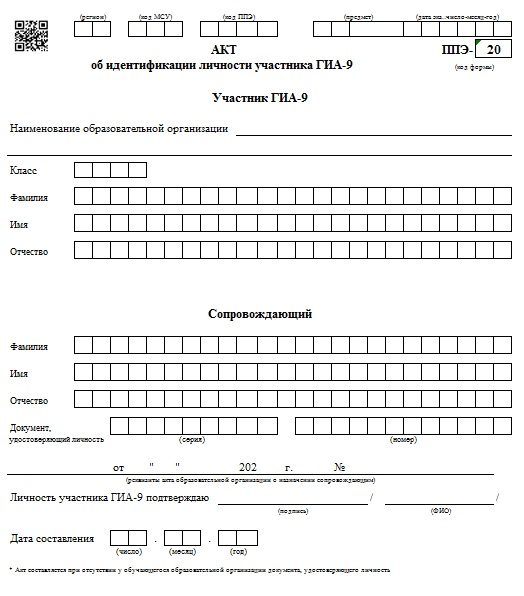 (регион) (код МСУ) (код ППЭ) (предмет) (дата экз.:число-месяц-год)
АКТ ППЭ- 20
об идентификации личности участника ГИА-9 (код формы)
Участник ГИА-9
Наименование образовательной организации
Класс
Фамилия
Имя
Отчество
Сопровождающий
Фамилия
Имя
Отчество
Документ,
удостоверяющий личность (серия) (номер)
от " " 202 г. №
(реквизиты акта образовательной организации о назначении сопровождающим)
Личность участника ГИА-9 подтверждаю / /
(подпись) (ФИО)
Дата составления . .
(число) (месяц) (год)
* Акт составляется при отсутствии у обучающегося образовательной организации документа, удостоверяющего личность